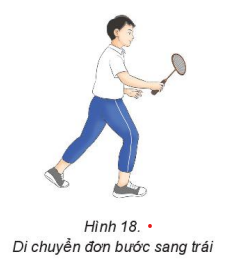 Hình 18. •
Di chuyển đơn bước sang trái